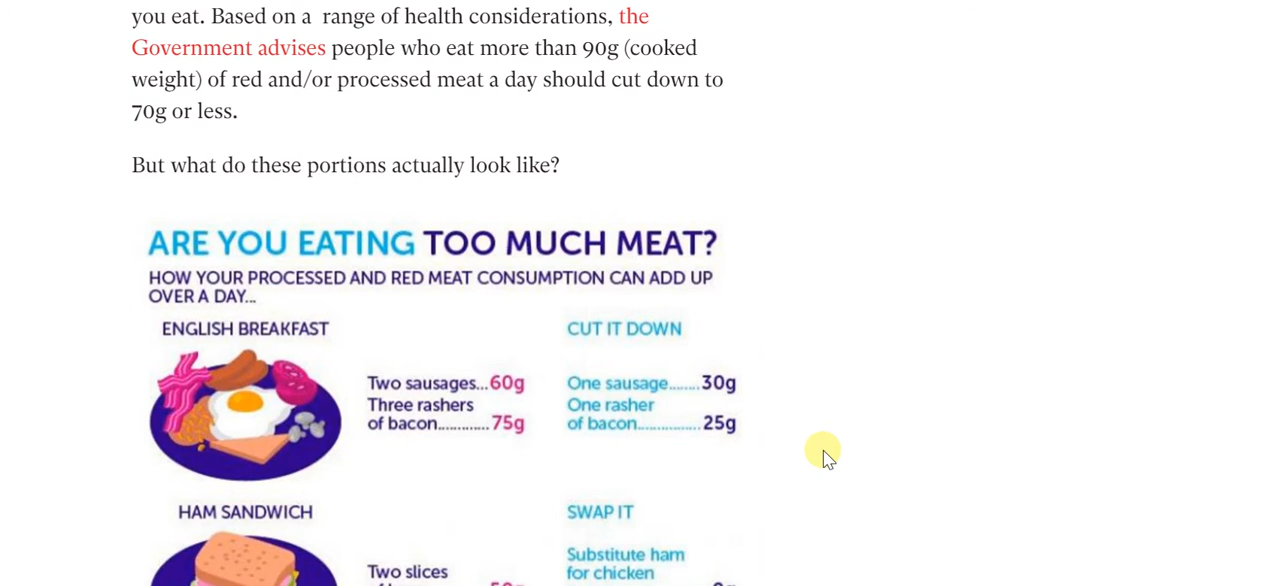 you eat. Based on a range of health considerations, the
Government advises people who eat more than 90g (cooked
weight) of red and/or processed meat a day should cut down to
70g or less.
But what do these portions actually look like?
ARE YOU EATING TOO MUCH MEAT?
HOW YOUR PROCESSED AND RED MEAT CONSUMPTION CAN ADD UP
OVER A DAY...
ENGLISH BREAKFAST
Two sausages...60g
Three rashers
of bacon............75g
CUT IT DOWN
One sausage.......30g
One rasher
of bacon................25g
HAM SANDWICH
Two slices
SWAP IT
Substitute ham
for chicken